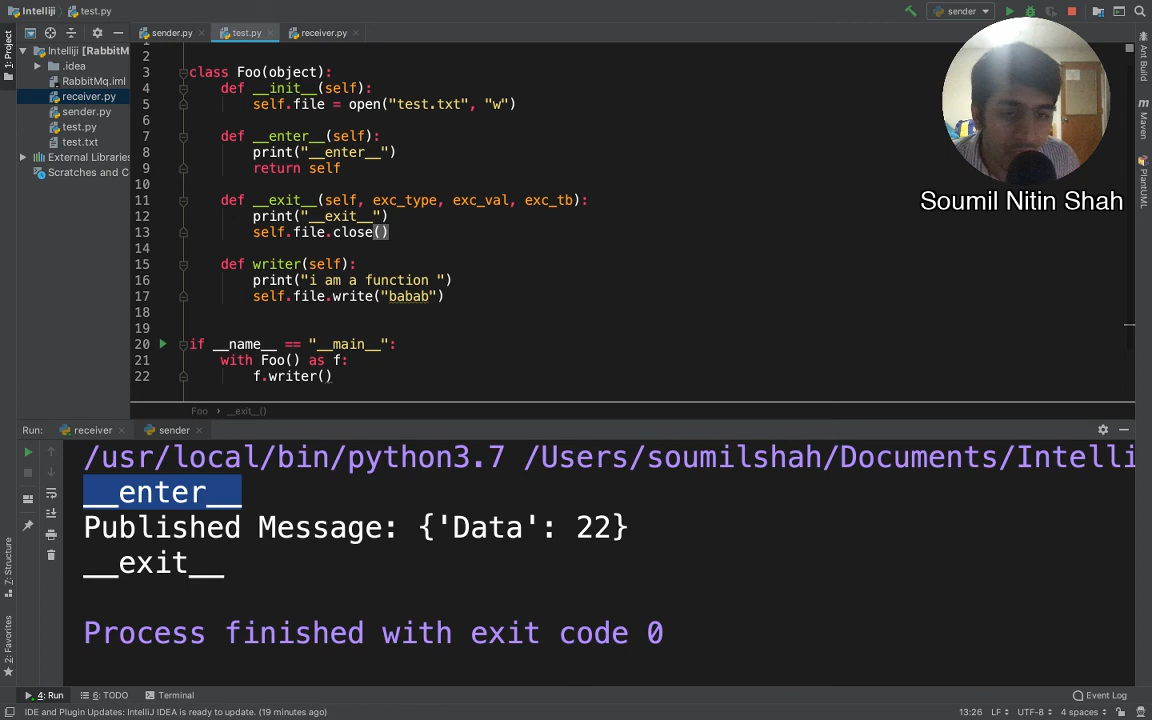 Intelliji
test.py
sender
1: Project
sender.py
test.py
receiver.py
Intelliji [RabbitM
.idea
RabbitMq.iml
receiver.py
sender.py
test.py
test.txt
External Libraries
Scratches and C
1
2
3 class Foo(object):
4 def __init__(self):
5 self.file = open("test.txt", "w")
6
7 def __enter__(self):
8 print("__enter__")
9 return self
10
11 def __exit__(self, exc_type, exc_val, exc_tb):
12 print("__exit__")
13 self.file.close()
14
15 def writer(self):
16 print("i am a function ")
17 self.file.write("babab")
18
19
20 if __name__ == "__main__":
21 with Foo() as f:
22 f.writer()
Foo › __exit__()
Soumil Nitin Shah
Ant Build
m Maven
PlantUML
Run: receiver sender
/usr/local/bin/python3.7 /Users/soumilshah/Documents/Intelli
__enter__
Published Message: {'Data': 22}
__exit__
Process finished with exit code 0
7: Structure
2: Favorites
4: Run
6: TODO
Terminal
Event Log
IDE and Plugin Updates: IntelliJ IDEA is ready to update. (19 minutes ago)
13:26 LF UTF-8 4 spaces